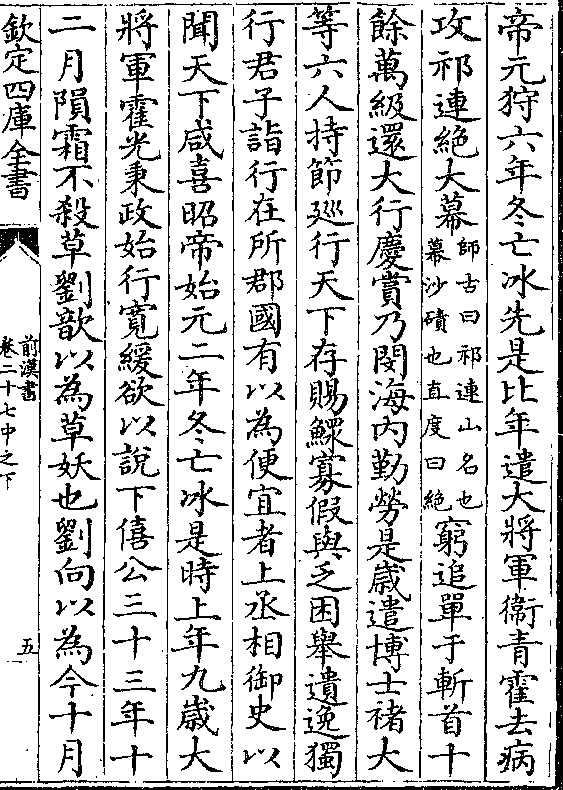 帝元狩六年冬亡冰先是比年遣大將軍衞青霍去病
攻祁連絶大幕師古曰祁連山名也幕沙磧也直度曰絶窮追單于斬首十
餘萬級還大行慶賞乃閔海内勤勞是歲遣博士禇大
等六人持節廵行天下存賜鰥寡假與乏困舉遺逸獨
行君子詣行在所郡國有以為便宜者上丞相御史以
聞天下咸喜昭帝始元二年冬亡冰是時上年九歲大
將軍霍光秉政始行寛緩欲以說下僖公三十三年十
二月隕霜不殺草劉歆以為草妖也劉向以為今十月
欽定四庫全書
前漢書
卷二十七中之下
五